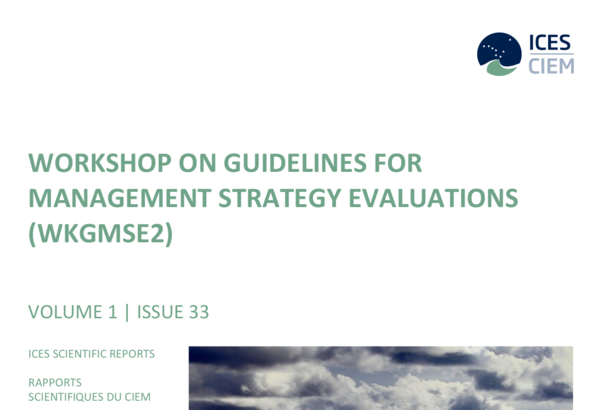 ICES
CIEM
WORKSHOP ON GUIDELINES FOR
MANAGEMENT STRATEGY EVALUATIONS
(WKGMSE2)
VOLUME 1 | ISSUE 33
ICES SCIENTIFIC REPORTS
RAPPORTS
SCIENTIFIQUES DU CIEM